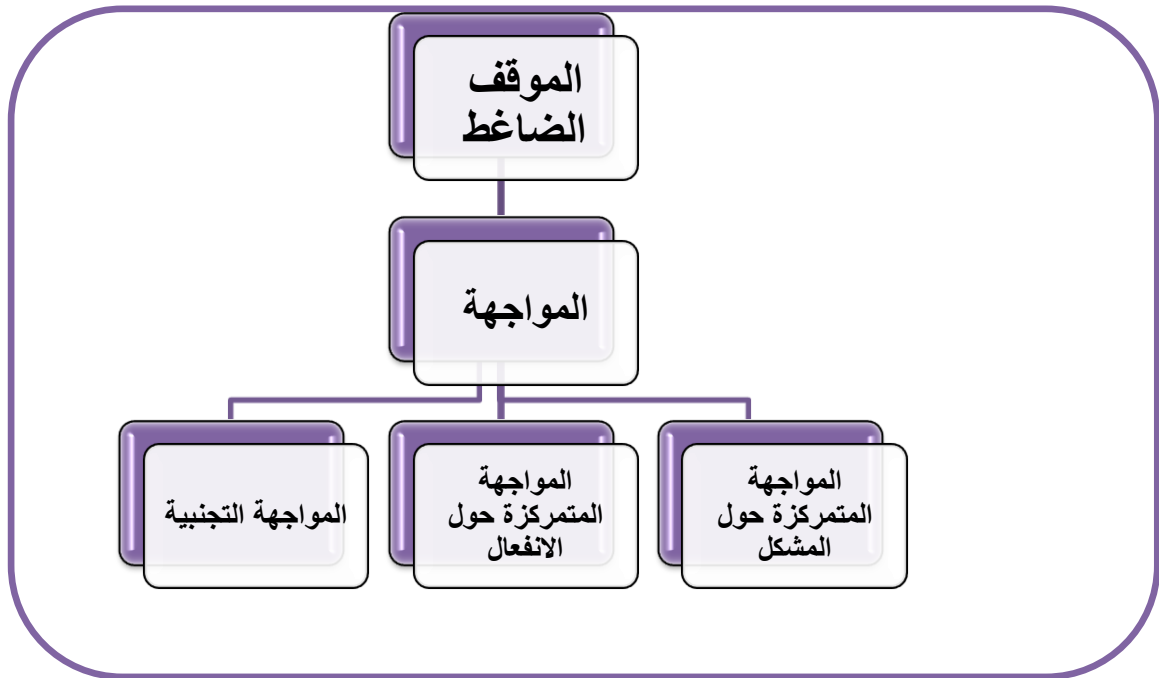 الموقف
الضاغط
المواجهة
المواجهة
المتمركزة حول
المشكل
المواجهة
المتمركزة حول
الانفعال
المواجهة التجنبية